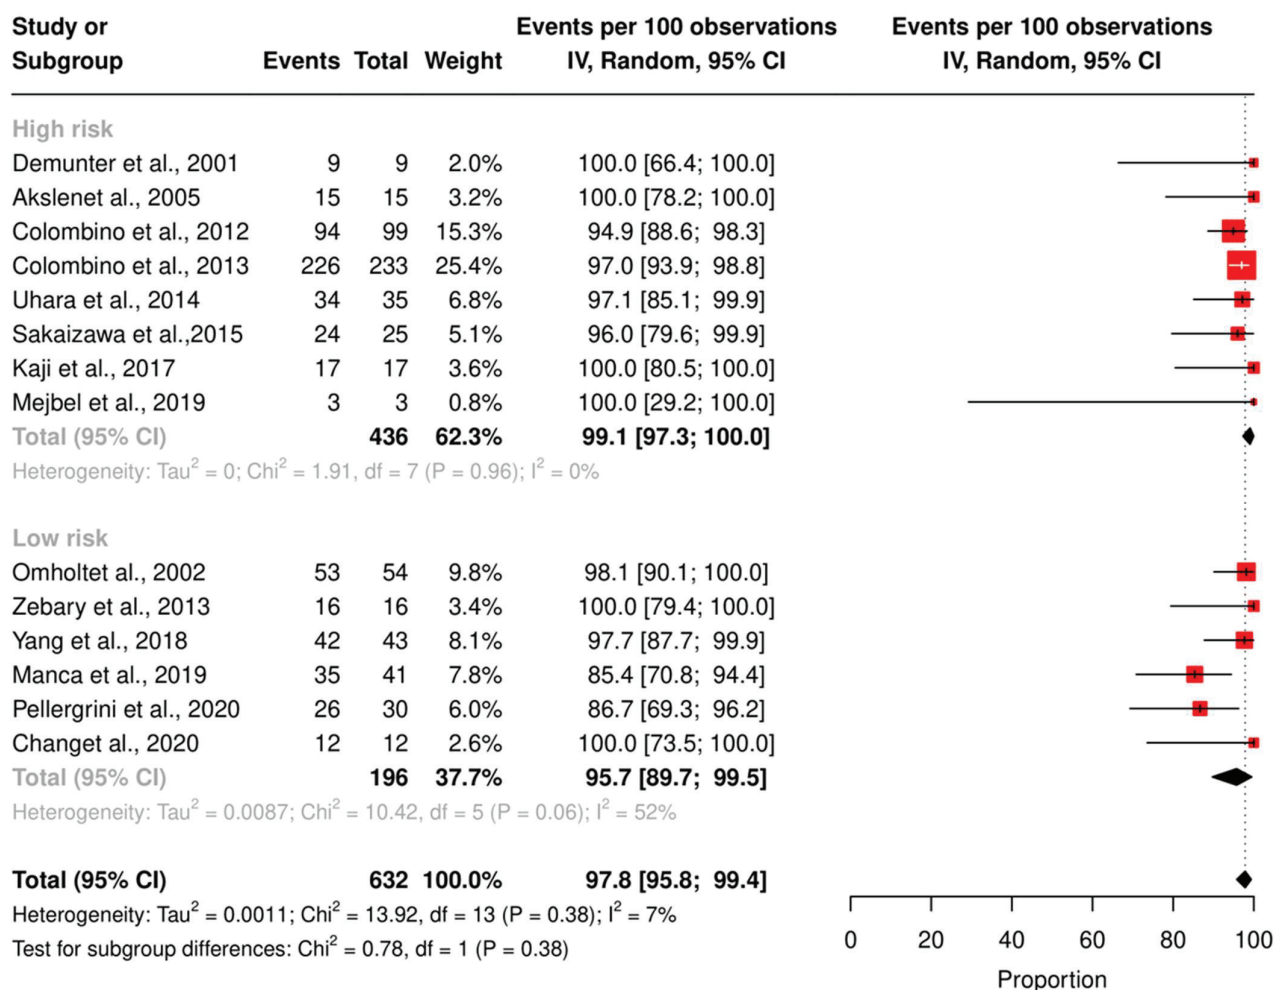 Study or Events per 100 observations Events per 100 observations
Subgroup Events Total Weight IV, Random, 95% CI IV, Random, 95% CI
High risk
Demunter et al., 2001 9 9 2.0% 100.0 [66.4; 100.0]
Akslenet al., 2005 15 15 3.2% 100.0 [78.2; 100.0]
Colombino et al., 2012 94 99 15.3% 94.9 [88.6; 98.3]
Colombino et al., 2013 226 233 25.4% 97.0 [93.9; 98.8]
Uhara et al., 2014 34 35 6.8% 97.1 [85.1; 99.9]
Sakaizawa et al.,2015 24 25 5.1% 96.0 [79.6; 99.9]
Kaji et al., 2017 17 17 3.6% 100.0 [80.5; 100.0]
Mejbel et al., 2019 3 3 0.8% 100.0 [29.2; 100.0]
Total (95% CI) 436 62.3% 99.1 [97.3; 100.0]
Heterogeneity: Tau² = 0; Chi² = 1.91, df = 7 (P = 0.96); I² = 0%
Low risk
Omholtet al., 2002 53 54 9.8% 98.1 [90.1; 100.0]
Zebary et al., 2013 16 16 3.4% 100.0 [79.4; 100.0]
Yang et al., 2018 42 43 8.1% 97.7 [87.7; 99.9]
Manca et al., 2019 35 41 7.8% 85.4 [70.8; 94.4]
Pellergrini et al., 2020 26 30 6.0% 86.7 [69.3; 96.2]
Changet al., 2020 12 12 2.6% 100.0 [73.5; 100.0]
Total (95% CI) 196 37.7% 95.7 [89.7; 99.5]
Heterogeneity: Tau² = 0.0087; Chi² = 10.42, df = 5 (P = 0.06); I² = 52%
Total (95% CI) 632 100.0% 97.8 [95.8; 99.4]
Heterogeneity: Tau² = 0.0011; Chi² = 13.92, df = 13 (P = 0.38); I² = 7%
Test for subgroup differences: Chi² = 0.78, df = 1 (P = 0.38)
0 20 40 60 80 100
Proportion